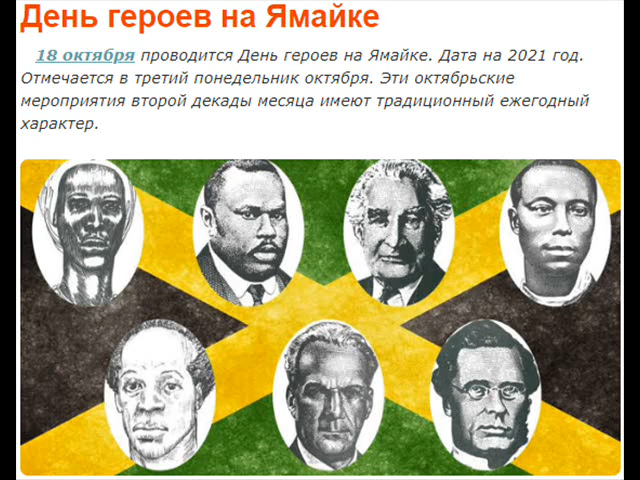 День героев на Ямайке
18 октября проводится День героев на Ямайке. Дата на 2021 год.
Отмечается в третий понедельник октября. Эти октябрьские
мероприятия второй декады месяца имеют традиционный ежегодный
характер.